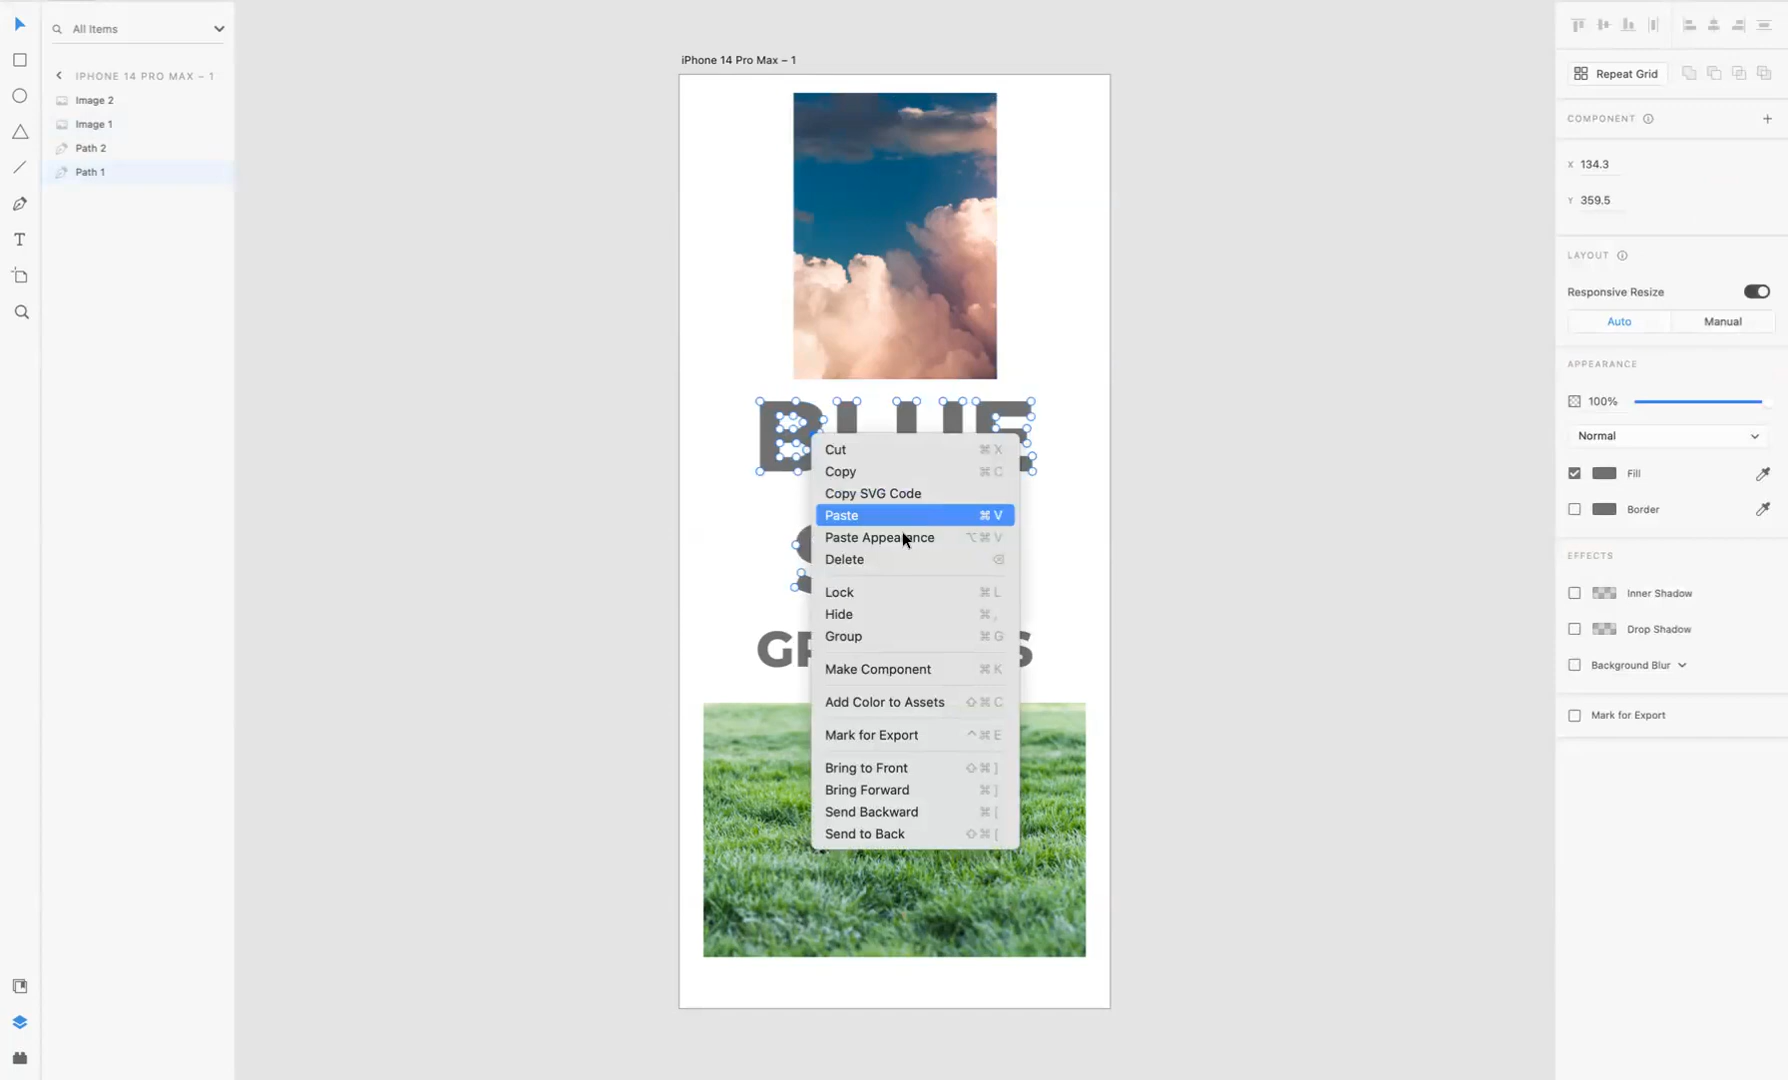 All Items
IPHONE 14 PRO MAX – 1
Image 2
Image 1
Path 2
Path 1
iPhone 14 Pro Max – 1
BLUE
Cut ⌘ X
Copy ⌘ C
Copy SVG Code
Paste ⌘ V
Paste Appearance ⌥ ⌘ V
Delete ⌫
Lock ⌘ L
Hide ⌘ ,
Group ⌘ G
Make Component ⌘ K
Add Color to Assets ⇧ ⌘ C
Mark for Export ^ ⌘ E
Bring to Front ⇧ ⌘ ]
Bring Forward ⌘ ]
Send Backward ⌘ [
Send to Back ⇧ ⌘ [
Repeat Grid
COMPONENT
X 134.3
Y 359.5
LAYOUT
Responsive Resize
Auto Manual
APPEARANCE
100%
Normal
Fill
Border
EFFECTS
Inner Shadow
Drop Shadow
Background Blur
Mark for Export